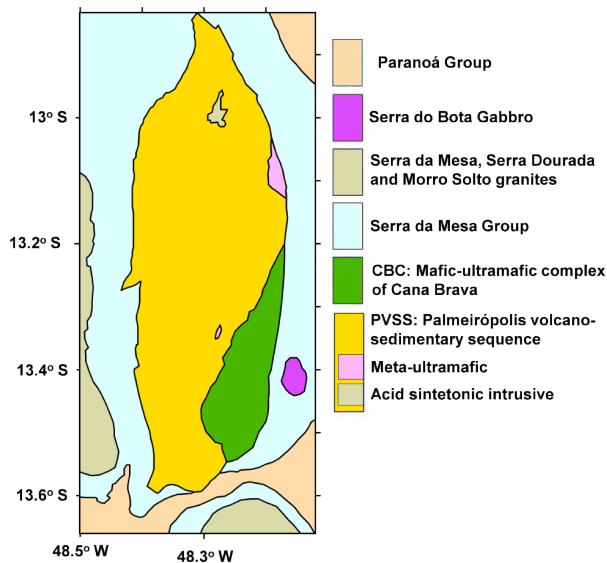 Paranoá Group
13° S
Serra do Bota Gabbro
Serra da Mesa, Serra Dourada
and Morro Solto granites
Serra da Mesa Group
13.2° S
CBC: Mafic-ultramafic complex
of Cana Brava
PVSS: Palmeirópolis volcano-
sedimentary sequence
13.4° S
Meta-ultramafic
Acid sintetonic intrusive
13.6° S
48.5° W
48.3° W